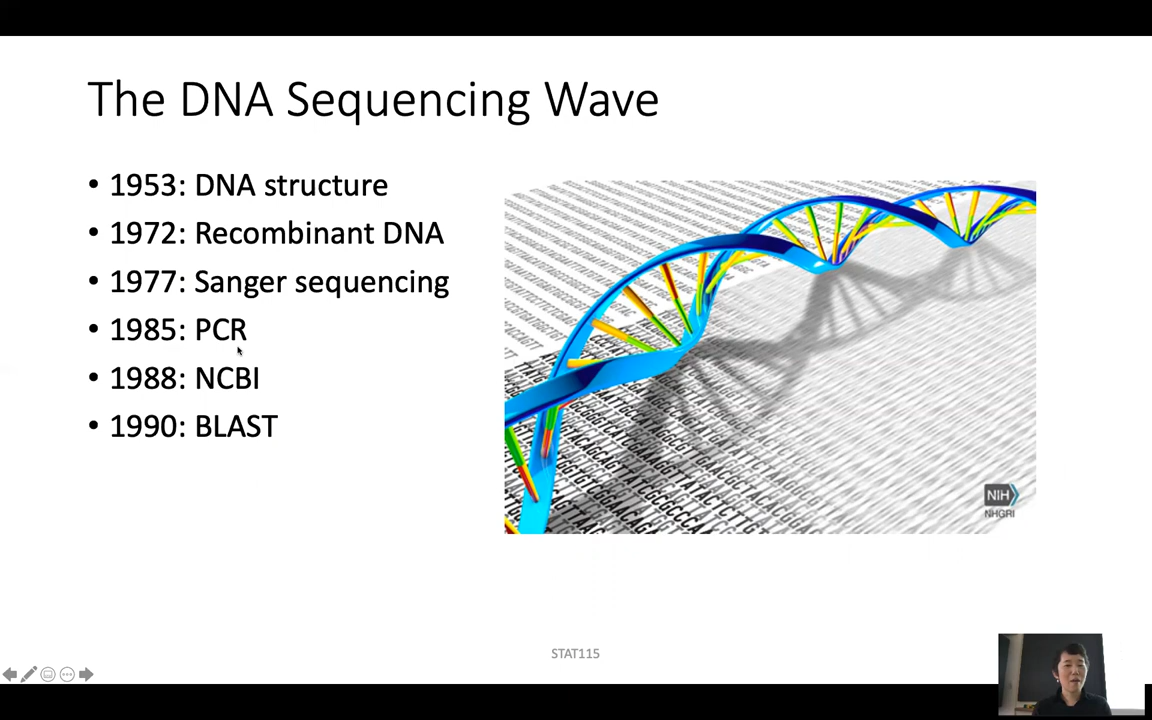 The DNA Sequencing Wave
• 1953: DNA structure
• 1972: Recombinant DNA
• 1977: Sanger sequencing
• 1985: PCR
• 1988: NCBI
• 1990: BLAST
NIH
NHGRI
STAT115